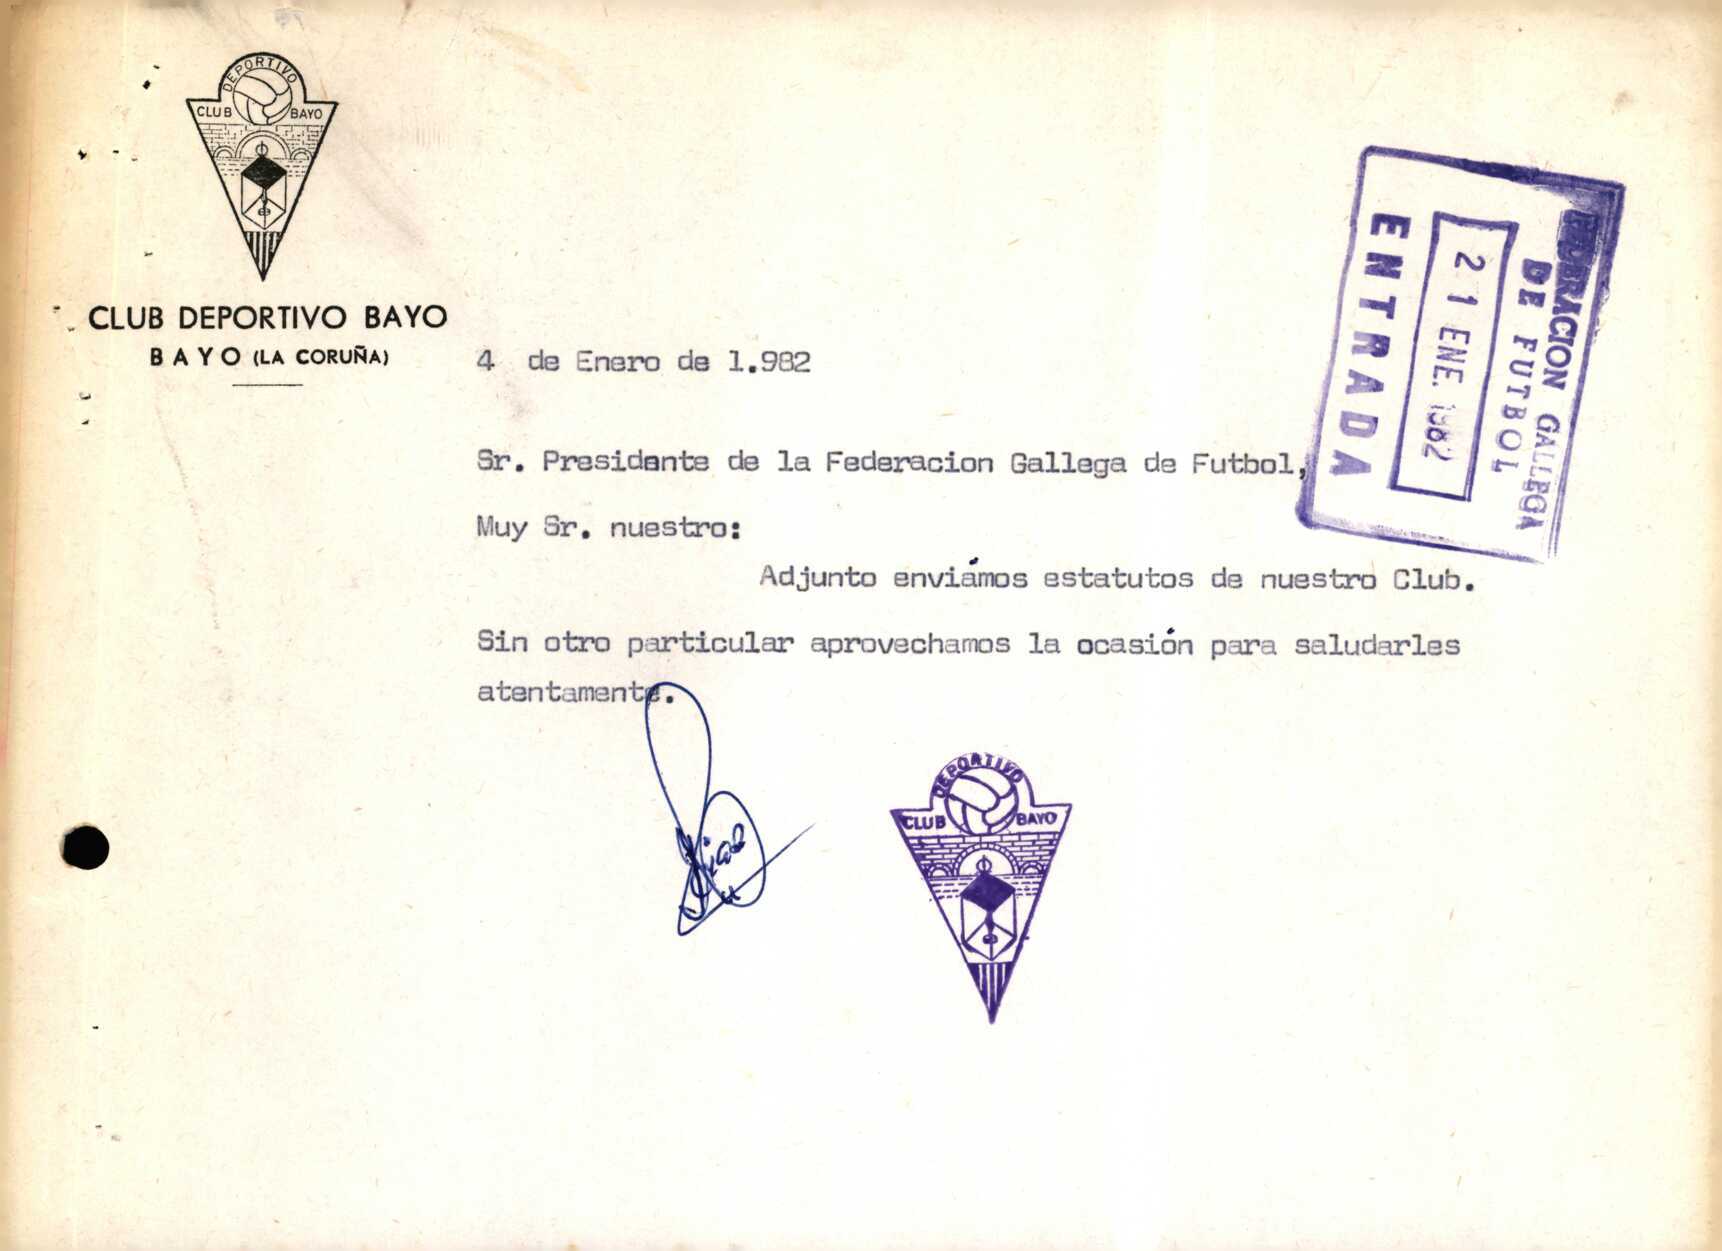 DEPORTIVO
CLUB BAYO
CLUB DEPORTIVO BAYO
BAYO (LA CORUÑA)
4 de Enero de 1.982
FEDERACION GALLEGA
DE FUTBOL
21 ENE. 1982
ENTRADA
Sr. Presidente de la Federacion Gallega de Futbol,
Muy Sr. nuestro:
Adjunto enviámos estatutos de nuestro Club.
Sin otro particular aprovechamos la ocasión para saludarles
atentamente.
DEPORTIVO
CLUB BAYO